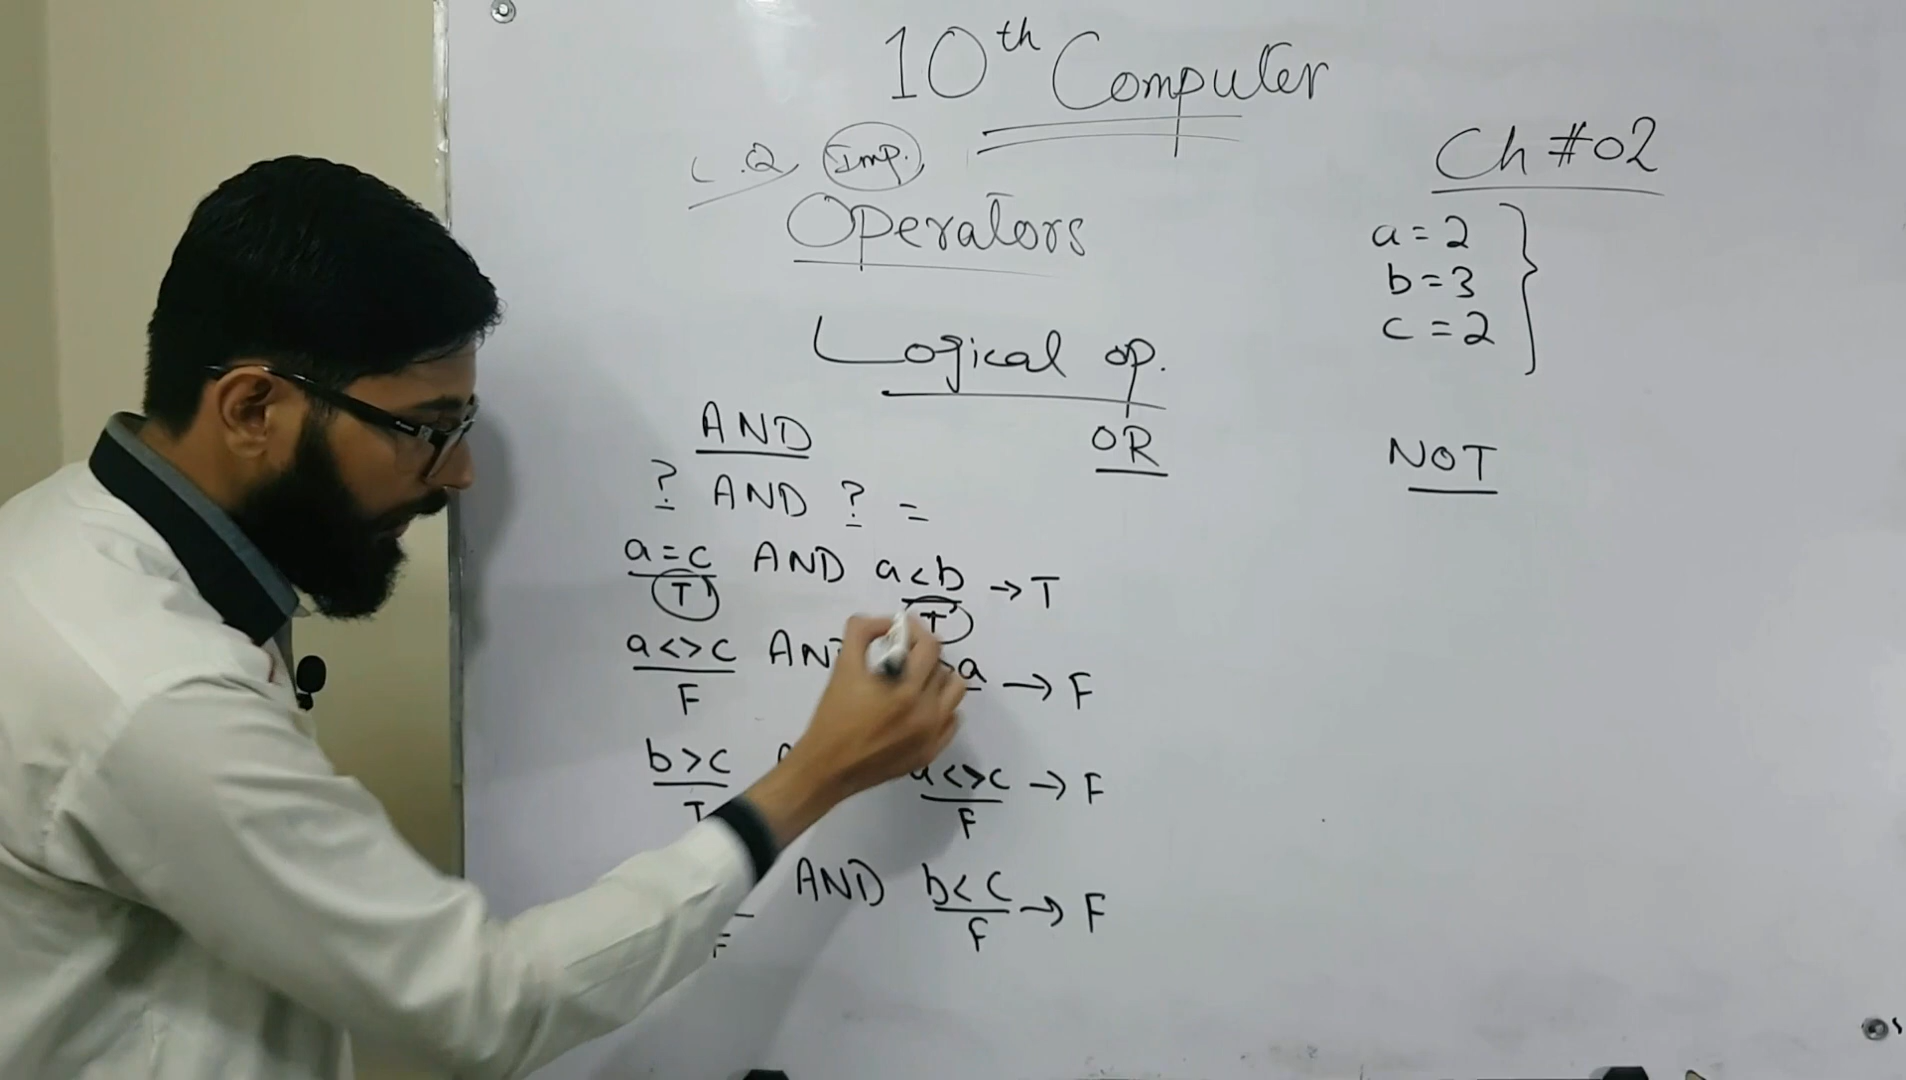 10th Computer
L.Q Imp.
Ch #02
Operators
a = 2
b = 3
c = 2
Logical op.
AND OR NOT
? AND ? =
a = c AND a < b → T
T T
a <> c AND > a → F
F
b > c a <> c → F
T F
AND b < c → F
F F